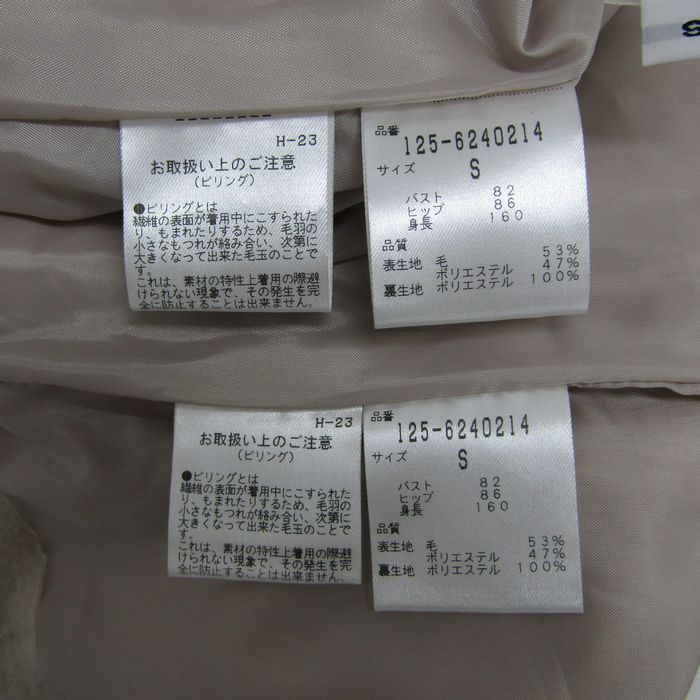 H-23
お取扱い上のご注意
(ピリング)
●ピリングとは
繊維の表面が着用中にこすられた
り、もまれたりするため、毛羽の
小さなもつれが絡み合い、次第に
大きくなって出来た毛玉のことで
す。
これは、素材の特性上着用の際避
けられない現象で、その発生を完
全に防止することは出来ません。
品番
125-6240214
サイズ
S
バスト 82
ヒップ 86
身長 160
品質
表生地 毛 53%
ポリエステル 47%
裏生地 ポリエステル 100%
H-23
お取扱い上のご注意
(ピリング)
●ピリングとは
繊維の表面が着用中にこすられた
り、もまれたりするため、毛羽の
小さなもつれが絡み合い、次第に
大きくなって出来た毛玉のことで
す。
これは、素材の特性上着用の際避
けられない現象で、その発生を完
全に防止することは出来ません。
品番
125-6240214
サイズ
S
バスト 82
ヒップ 86
身長 160
品質
表生地 毛 53%
ポリエステル 47%
裏生地 ポリエステル 100%